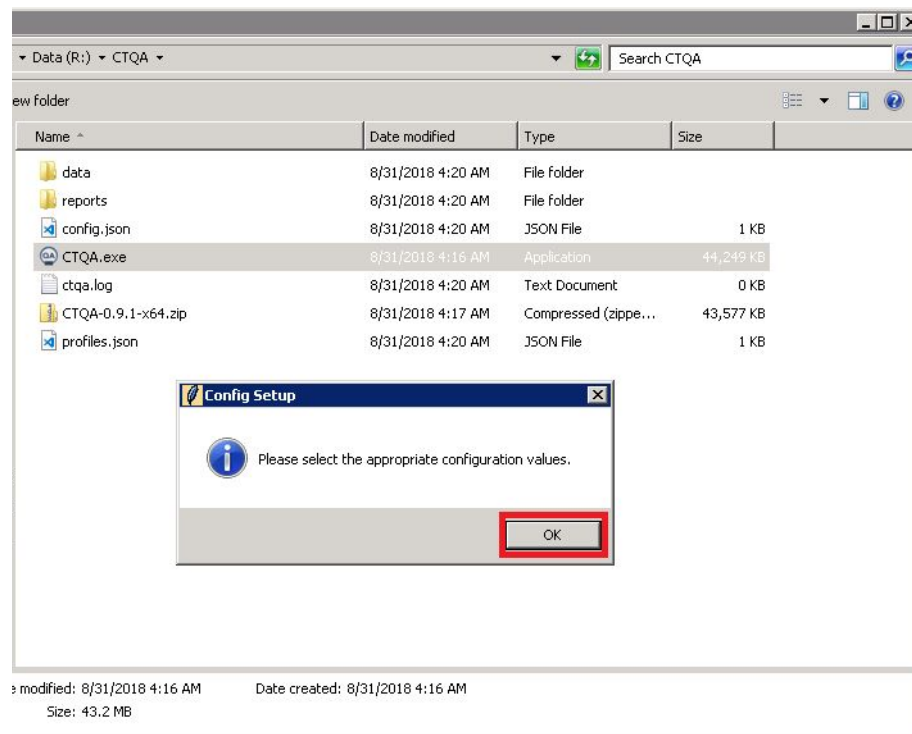 Data (R:) CTQA Search CTQA
ew folder
Name Date modified Type Size
data 8/31/2018 4:20 AM File folder
reports 8/31/2018 4:20 AM File folder
config.json 8/31/2018 4:20 AM JSON File 1 KB
CTQA.exe 8/31/2018 4:16 AM Application 44,249 KB
ctqa.log 8/31/2018 4:20 AM Text Document 0 KB
CTQA-0.9.1-x64.zip 8/31/2018 4:17 AM Compressed (zippe... 43,577 KB
profiles.json 8/31/2018 4:20 AM JSON File 1 KB
Config Setup
Please select the appropriate configuration values.
OK
e modified: 8/31/2018 4:16 AM Date created: 8/31/2018 4:16 AM
Size: 43.2 MB